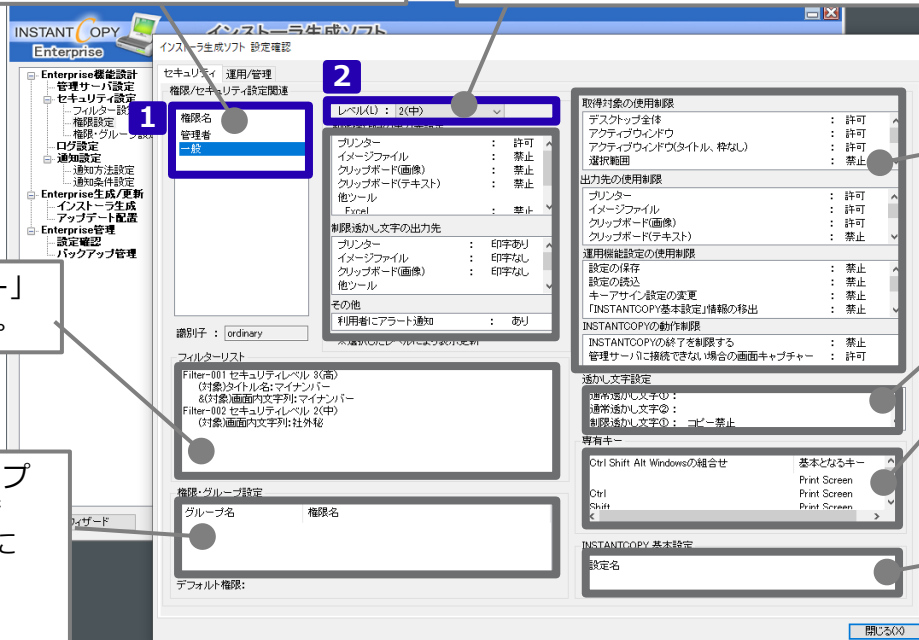 INSTANT COPY
Enterprise
インストーラ生成ソフト
Enterprise機能設計
管理サーバ設定
セキュリティ設定
フィルター設
権限設定
権限・グループ設定
ログ設定
通知設定
通知方法設定
通知条件設定
Enterprise生成/更新
インストーラ生成
アップデート配置
Enterprise管理
設定確認
バックアップ管理
ー」
。
プ
に
ウィザード
インストーラ生成ソフト 設定確認
セキュリティ 運用/管理
権限/セキュリティ設定関連
1
権限名
管理者
一般
識別子 : ordinary
2
レベル(L) : 2(中)
プリンター : 許可
イメージファイル : 禁止
クリップボード(画像) : 禁止
クリップボード(テキスト) : 禁止
他ツール
Excel : 禁止
制限透かし文字の出力先
プリンター : 印字あり
イメージファイル : 印字なし
クリップボード(画像) : 印字なし
他ツール
その他
利用者にアラート通知 : あり
※選択したレベルにより表示更新
フィルターリスト
Filter-001 セキュリティレベル 3(高)
(対象)タイトル名:マイナンバー
&(対象)画面内文字列:マイナンバー
Filter-002 セキュリティレベル 2(中)
(対象)画面内文字列:社外秘
権限・グループ設定
グループ名 権限名
デフォルト権限:
取得対象の使用制限
デスクトップ全体 : 許可
アクティブウィンドウ : 許可
アクティブウィンドウ(タイトル、枠なし) : 許可
選択範囲 : 禁止
出力先の使用制限
プリンター : 許可
イメージファイル : 許可
クリップボード(画像) : 許可
クリップボード(テキスト) : 禁止
運用機能設定の使用制限
設定の保存 : 禁止
設定の読込 : 禁止
キーアサイン設定の変更 : 禁止
「INSTANTCOPY基本設定」情報の移出 : 禁止
INSTANTCOPYの動作制限
INSTANTCOPYの終了を制限する : 禁止
管理サーバに接続できない場合の画面キャプチャー : 許可
透かし文字設定
通常透かし文字①:
通常透かし文字②:
制限透かし文字①: コピー禁止
専有キー
Ctrl Shift Alt Windowsの組合せ 基本となるキー
Print Screen
Ctrl Print Screen
Shift Print Screen
INSTANTCOPY 基本設定
設定名
閉じる(X)